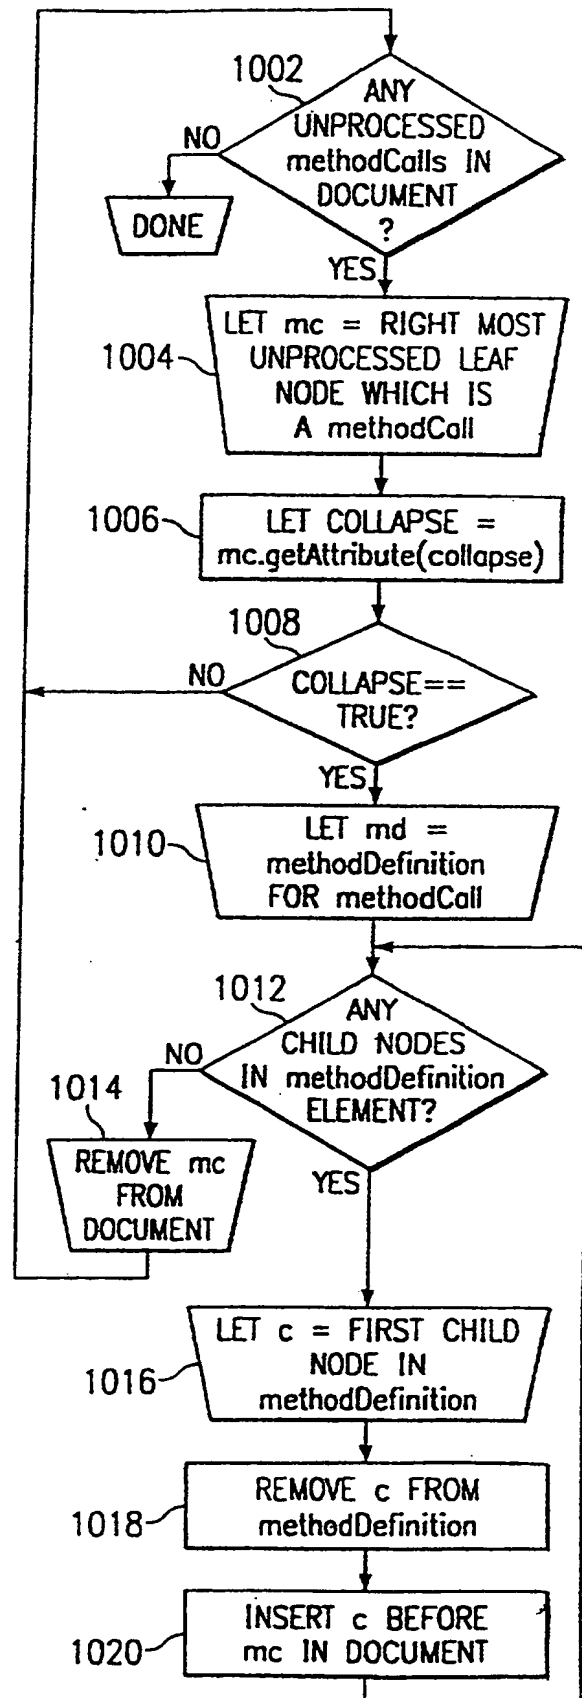 1002
ANY
UNPROCESSED
methodCalls IN
DOCUMENT
?
NO
DONE
YES
LET mc = RIGHT MOST
UNPROCESSED LEAF
NODE WHICH IS
A methodCall
1004
1006
LET COLLAPSE =
mc.getAttribute(collapse)
1008
NO
COLLAPSE==
TRUE?
YES
1010
LET md =
methodDefinition
FOR methodCall
1012
ANY
CHILD NODES
IN methodDefinition
ELEMENT?
NO
1014
REMOVE mc
FROM
DOCUMENT
YES
LET c = FIRST CHILD
NODE IN
methodDefinition
1016
REMOVE c FROM
methodDefinition
1018
INSERT c BEFORE
mc IN DOCUMENT
1020